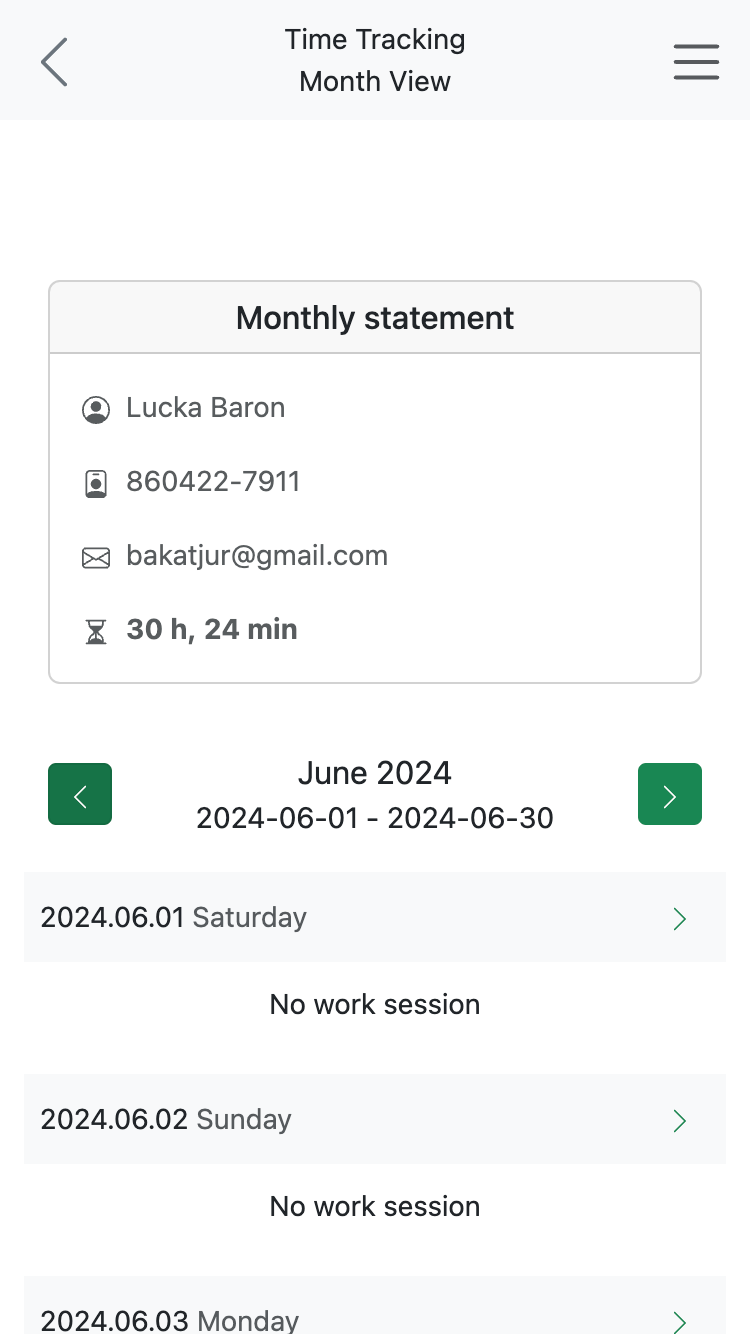 Time Tracking
Month View
Monthly statement
Lucka Baron
860422-7911
bakatjur@gmail.com
30 h, 24 min
June 2024
2024-06-01 - 2024-06-30
2024.06.01 Saturday
No work session
2024.06.02 Sunday
No work session
2024.06.03 Monday